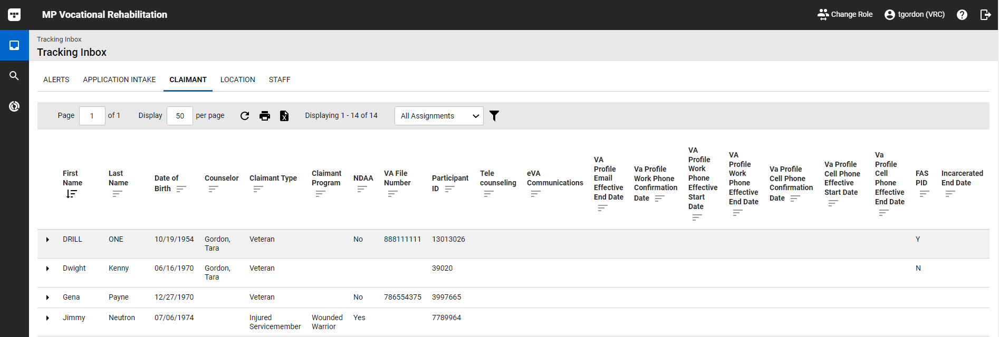 MP Vocational Rehabilitation
Change Role
tgordon (VRC)
Tracking Inbox
Tracking Inbox
ALERTS
APPLICATION INTAKE
CLAIMANT
LOCATION
STAFF
Page 1 of 1 Display 50 per page Displaying 1 - 14 of 14 All Assignments
First
Name
Last
Name
Date of
Birth
Counselor
Claimant Type
Claimant
Program
NDAA
VA File
Number
Participant
ID
Tele
counseling
eVA
Communications
VA
Profile
Email
Effective
End Date
Va Profile
Work Phone
Confirmation
Date
VA
Profile
Work
Phone
Effective
Start
Date
VA
Profile
Work
Phone
Effective
End Date
Va Profile
Cell Phone
Confirmation
Date
Va Profile
Cell Phone
Effective
Start Date
Va
Profile
Cell
Phone
Effective
End Date
FAS
PID
Incarcerated
End Date
DRILL ONE 10/19/1954 Gordon, Veteran No 888111111 13013026 Y
Tara
Dwight Kenny 06/16/1970 Gordon, Veteran 39020 N
Tara
Gena Payne 12/27/1970 Veteran No 786554375 3997665
Jimmy Neutron 07/06/1974 Injured Wounded Yes 7789964
Servicemember Warrior